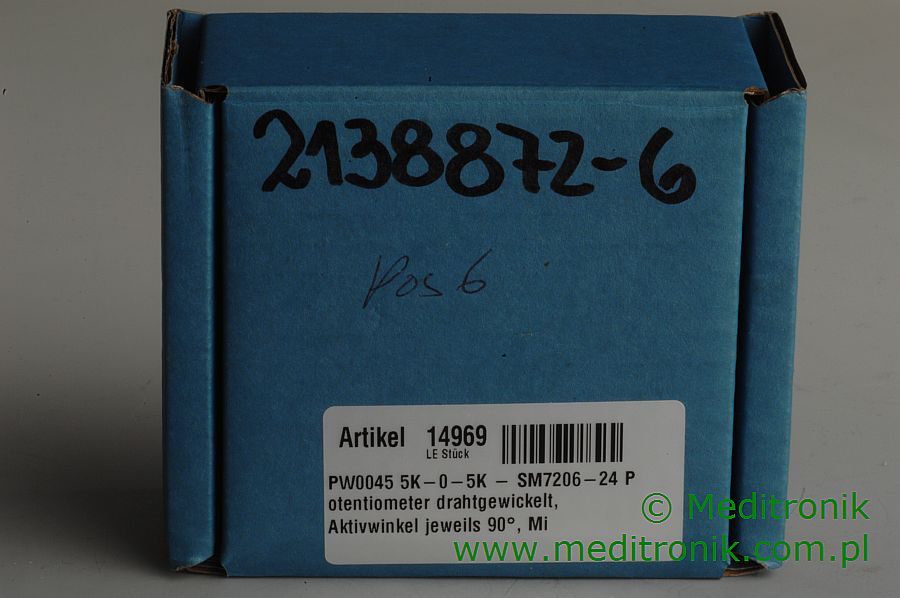 2138872-6
Pos 6
Artikel 14969
LE Stück
PW0045 5K-0-5K - SM7206-24 P
otentiometer drahtgewickelt,
Aktivwinkel jeweils 90°, Mi
© Meditronik
www.meditronik.com.pl